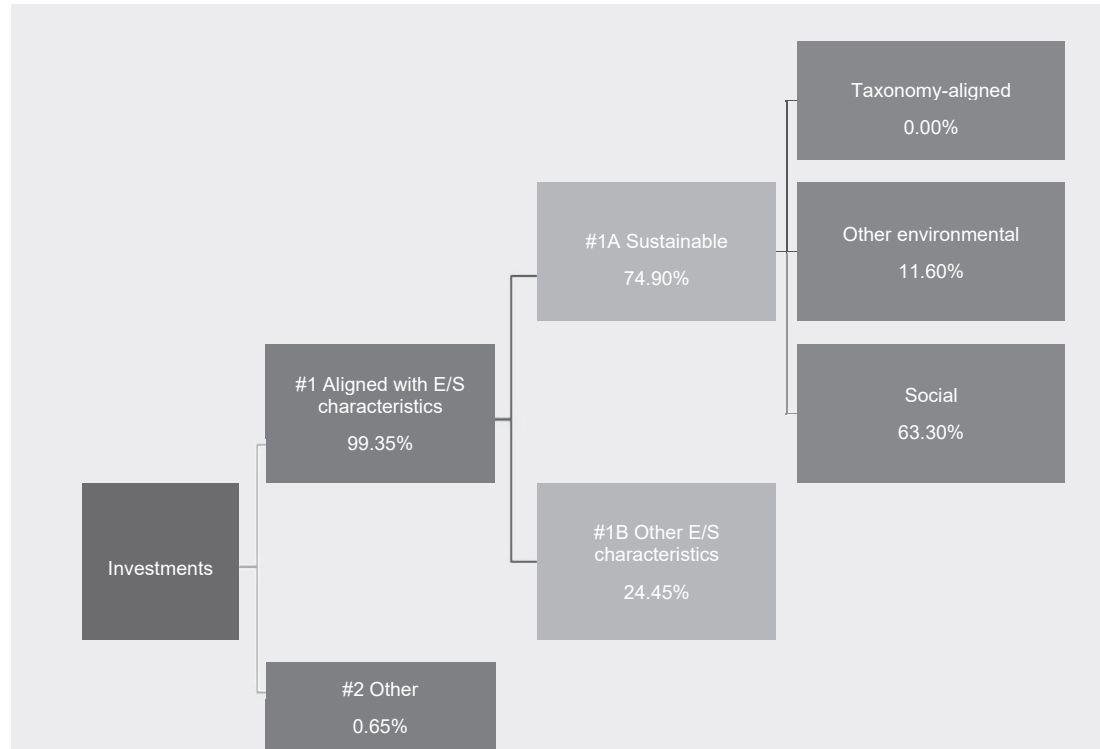 Taxonomy-aligned
0.00%
#1A Sustainable
74.90%
Other environmental
11.60%
#1 Aligned with E/S
characteristics
99.35%
Social
63.30%
Investments
#1B Other E/S
characteristics
24.45%
#2 Other
0.65%